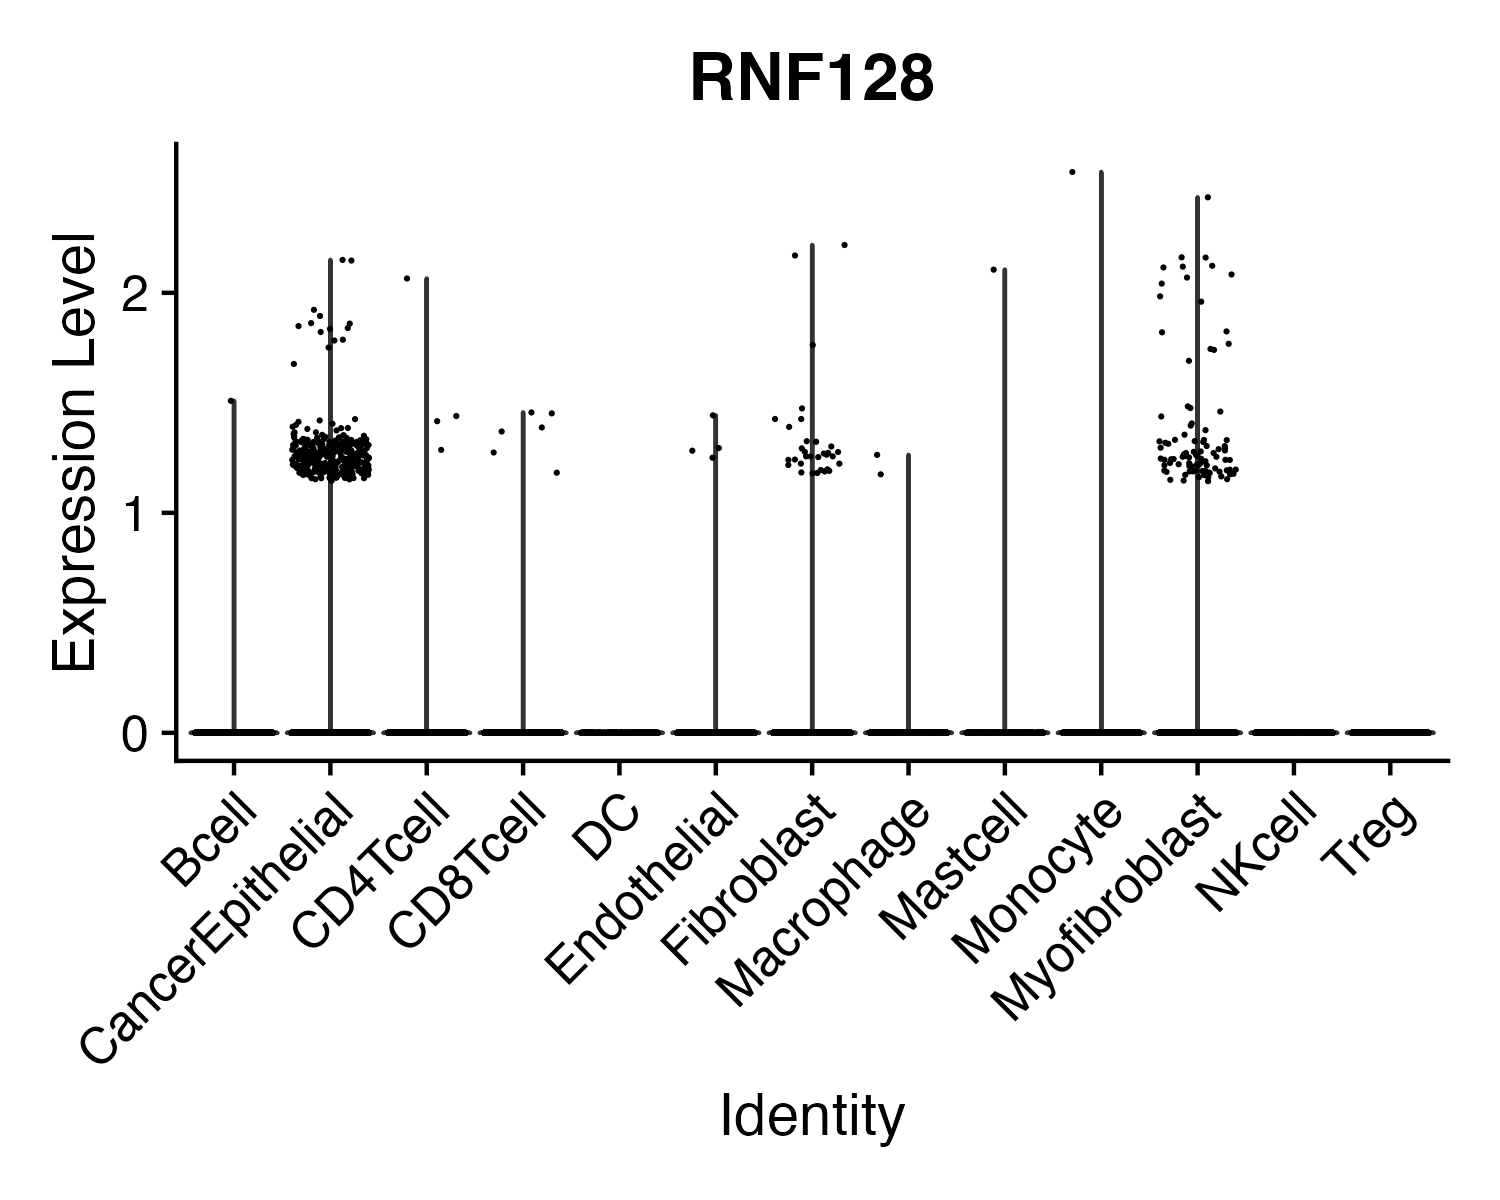 RNF128
Expression Level
2
1
0
Bcell
CancerEpithelial
CD4Tcell
CD8Tcell
DC
Endothelial
Fibroblast
Macrophage
Mastcell
Monocyte
Myofibroblast
NKcell
Treg
Identity